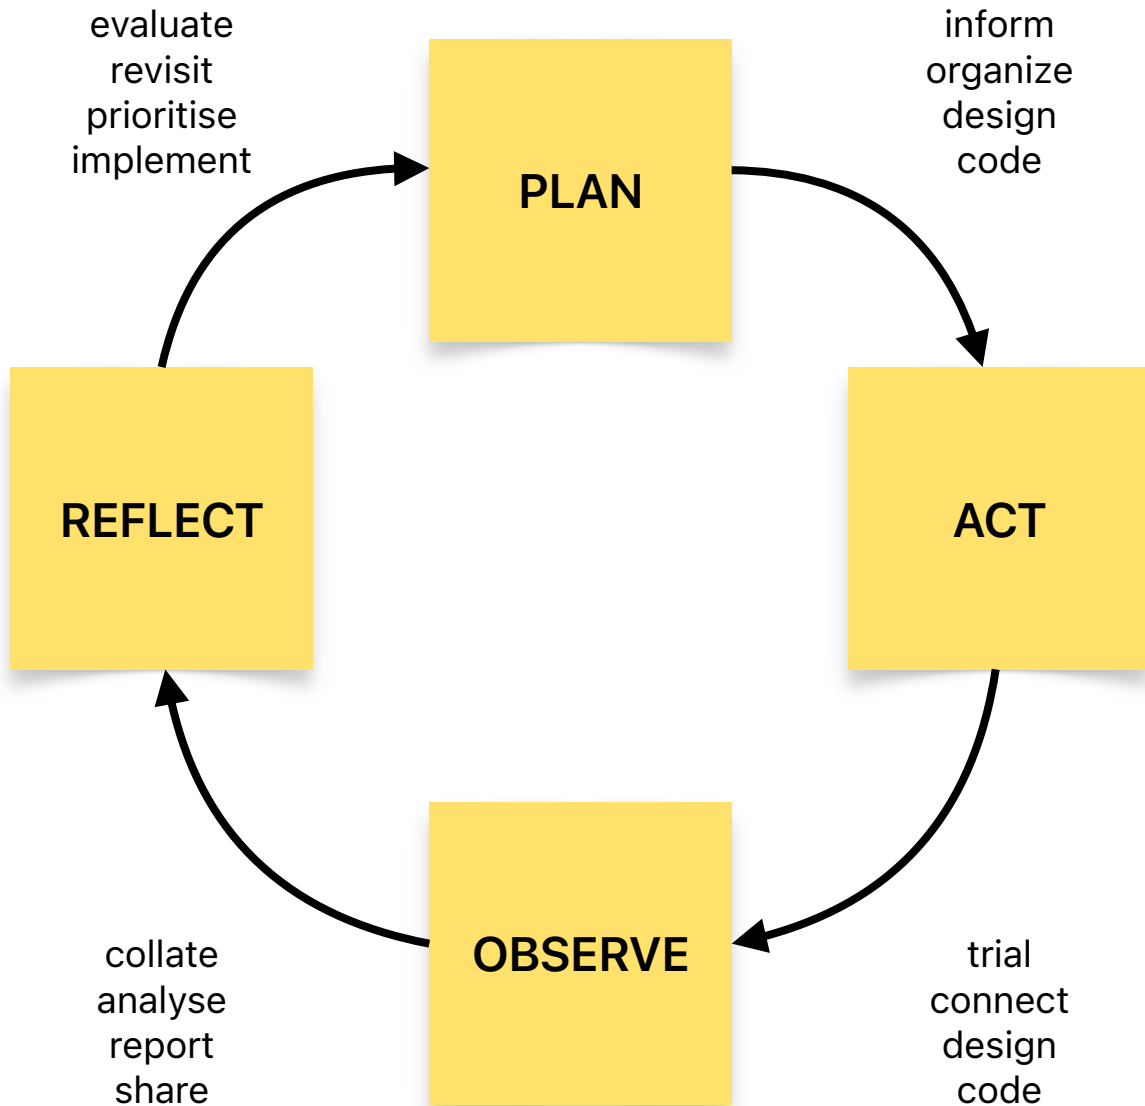 evaluate
revisit
prioritise
implement
PLAN
inform
organize
design
code
REFLECT
ACT
collate
analyse
report
share
OBSERVE
trial
connect
design
code